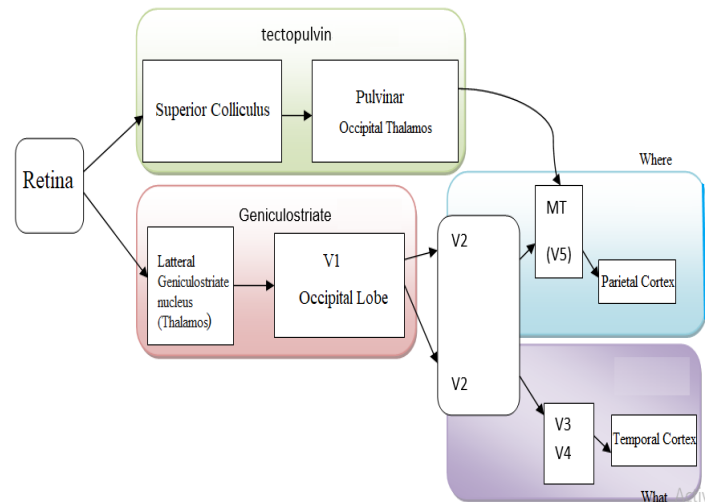 tectopulvin
Superior Colliculus
Pulvinar
Occipital Thalamos
Retina
Where
Geniculostriate
MT
(V5)
Latteral
Geniculostriate
nucleus
(Thalamos)
V1
Occipital Lobe
V2
Parietal Cortex
V2
V3
V4
Temporal Cortex
What